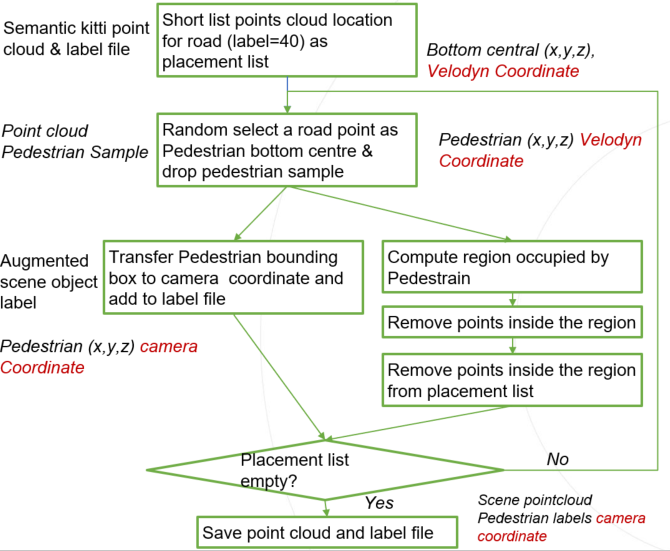 Semantic kitti point
cloud & label file
Short list points cloud location
for road (label=40) as
placement list
Bottom central (x,y,z),
Velodyn Coordinate
Point cloud
Pedestrian Sample
Random select a road point as
Pedestrian bottom centre &
drop pedestrian sample
Pedestrian (x,y,z) Velodyn
Coordinate
Augmented
scene object
label
Transfer Pedestrian bounding
box to camera coordinate and
add to label file
Compute region occupied by
Pedestrain
Remove points inside the region
Pedestrian (x,y,z) camera
Coordinate
Remove points inside the region
from placement list
Placement list
empty?
No
Yes
Scene pointcloud
Pedestrian labels camera
coordinate
Save point cloud and label file